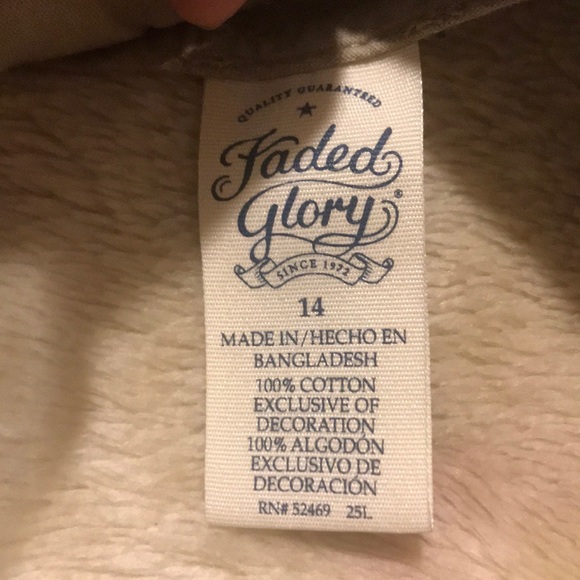 QUALITY GUARANTEED
Faded
Glory®
SINCE 1972
14
MADE IN/HECHO EN
BANGLADESH
100% COTTON
EXCLUSIVE OF
DECORATION
100% ALGODÓN
EXCLUSIVO DE
DECORACIÓN
RN# 52469 25L